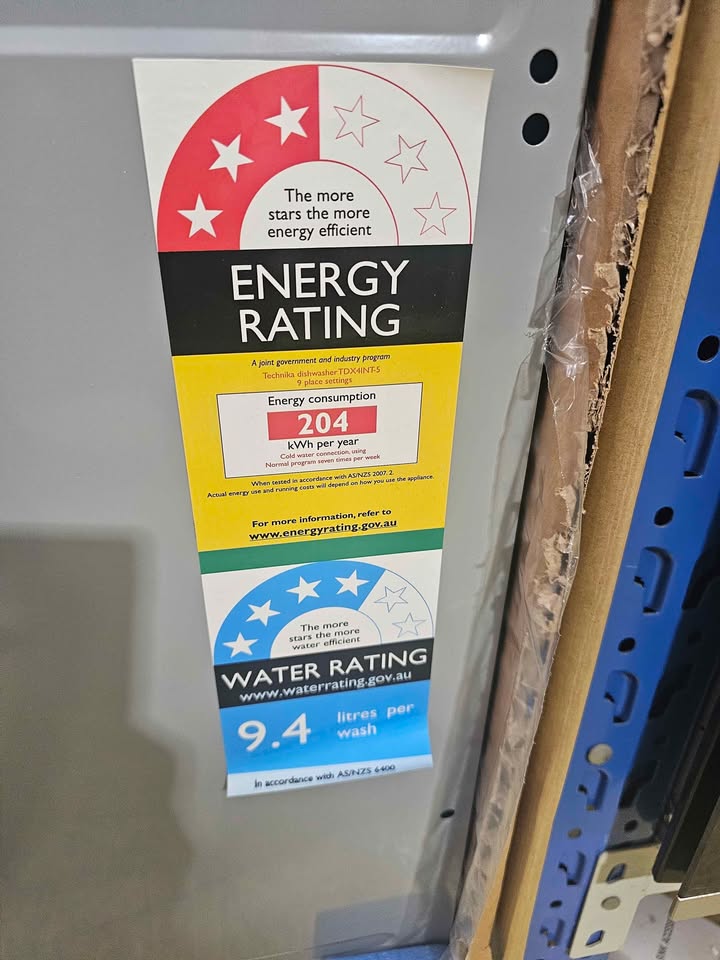 The more
stars the more
energy efficient
ENERGY
RATING
A joint government and industry program
Technika dishwasher TDX4INT-5
9 place settings
Energy consumption
204
kWh per year
Cold water connection, using
Normal program seven times per week
When tested in accordance with AS/NZS 2007. 2.
Actual energy use and running costs will depend on how you use the appliance.
For more information, refer to
www.energyrating.gov.au
The more
stars the more
water efficient
WATER RATING
www.waterrating.gov.au
9.4 litres per
wash
In accordance with AS/NZS 6400